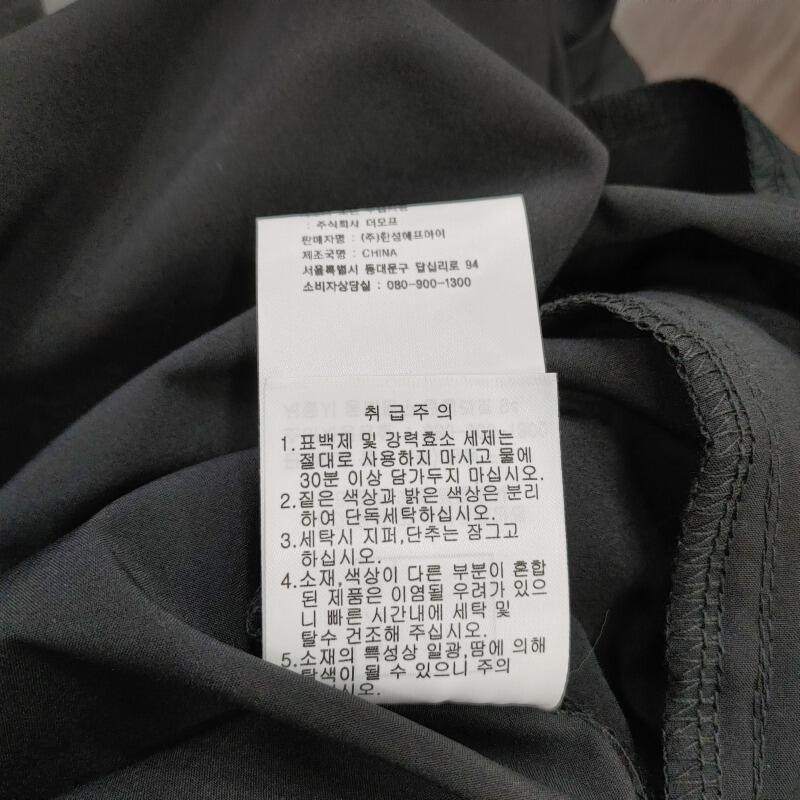 : 주식회사 더모프
판매자명 : (주)한성에프아이
제조국명 : CHINA
서울특별시 동대문구 답십리로 94
소비자상담실 : 080-900-1300
취급주의
1. 표백제 및 강력효소 세제는
절대로 사용하지 마시고 물에
30분 이상 담가두지 마십시오.
2. 짙은 색상과 밝은 색상은 분리
하여 단독세탁하십시오.
3. 세탁시 지퍼,단추는 잠그고
하십시오.
4. 소재,색상이 다른 부분이 혼합
된 제품은 이염될 우려가 있으
니 빠른 시간내에 세탁 및
탈수 건조해 주십시오.
5. 소재의 특성상 일광,땀에 의해
탈색이 될 수 있으니 주의